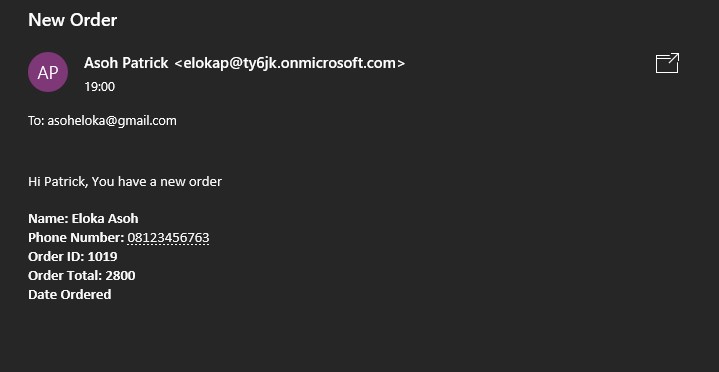 New Order
AP
Asoh Patrick <elokap@ty6jk.onmicrosoft.com>
19:00
To: asoheloka@gmail.com
Hi Patrick, You have a new order
Name: Eloka Asoh
Phone Number: 08123456763
Order ID: 1019
Order Total: 2800
Date Ordered